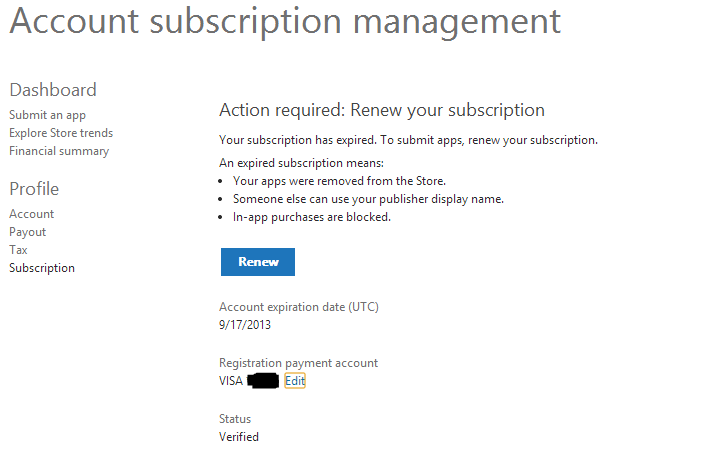 Account subscription management
Dashboard
Submit an app
Explore Store trends
Financial summary
Profile
Account
Payout
Tax
Subscription
Action required: Renew your subscription
Your subscription has expired. To submit apps, renew your subscription.
An expired subscription means:
• Your apps were removed from the Store.
• Someone else can use your publisher display name.
• In-app purchases are blocked.
Renew
Account expiration date (UTC)
9/17/2013
Registration payment account
VISA Edit
Status
Verified